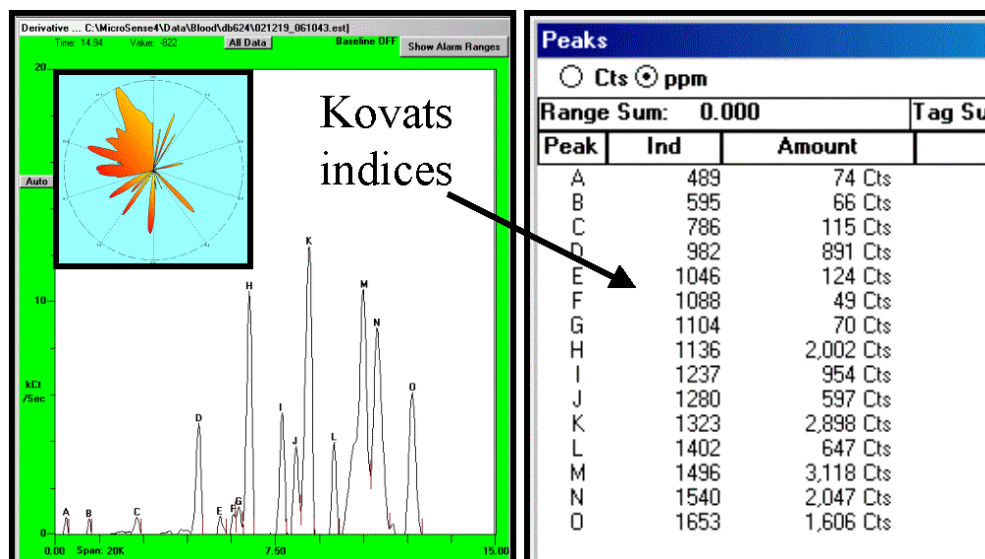 Derivative ... C:\MicroSense4\Data\Blood\db624\021219_061043.est]
Time: 14.94 Value: -822 All Data Baseline OFF Show Alarm Ranges
20
Auto
10
kCt
/Sec
0
A B C D E F G H I J K L M N O
0.00 Span: 20K 7.50 15.00
Kovats
indices
Peaks
Cts ppm
Range Sum: 0.000 Tag Su
Peak Ind Amount
A 489 74 Cts
B 595 66 Cts
C 786 115 Cts
D 982 891 Cts
E 1046 124 Cts
F 1088 49 Cts
G 1104 70 Cts
H 1136 2,002 Cts
I 1237 954 Cts
J 1280 597 Cts
K 1323 2,898 Cts
L 1402 647 Cts
M 1496 3,118 Cts
N 1540 2,047 Cts
O 1653 1,606 Cts